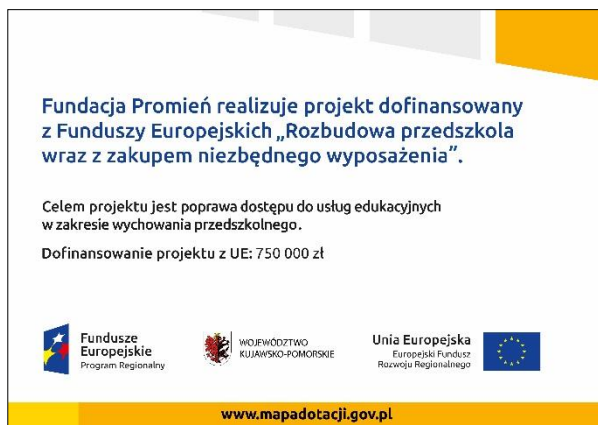 Fundacja Promień realizuje projekt dofinansowany
z Funduszy Europejskich „Rozbudowa przedszkola
wraz z zakupem niezbędnego wyposażenia”.
Celem projektu jest poprawa dostępu do usług edukacyjnych
w zakresie wychowania przedszkolnego.
Dofinansowanie projektu z UE: 750 000 zł
Fundusze
Europejskie
Program Regionalny
WOJEWÓDZTWO
KUJAWSKO-POMORSKIE
Unia Europejska
Europejski Fundusz
Rozwoju Regionalnego
www.mapadotacji.gov.pl